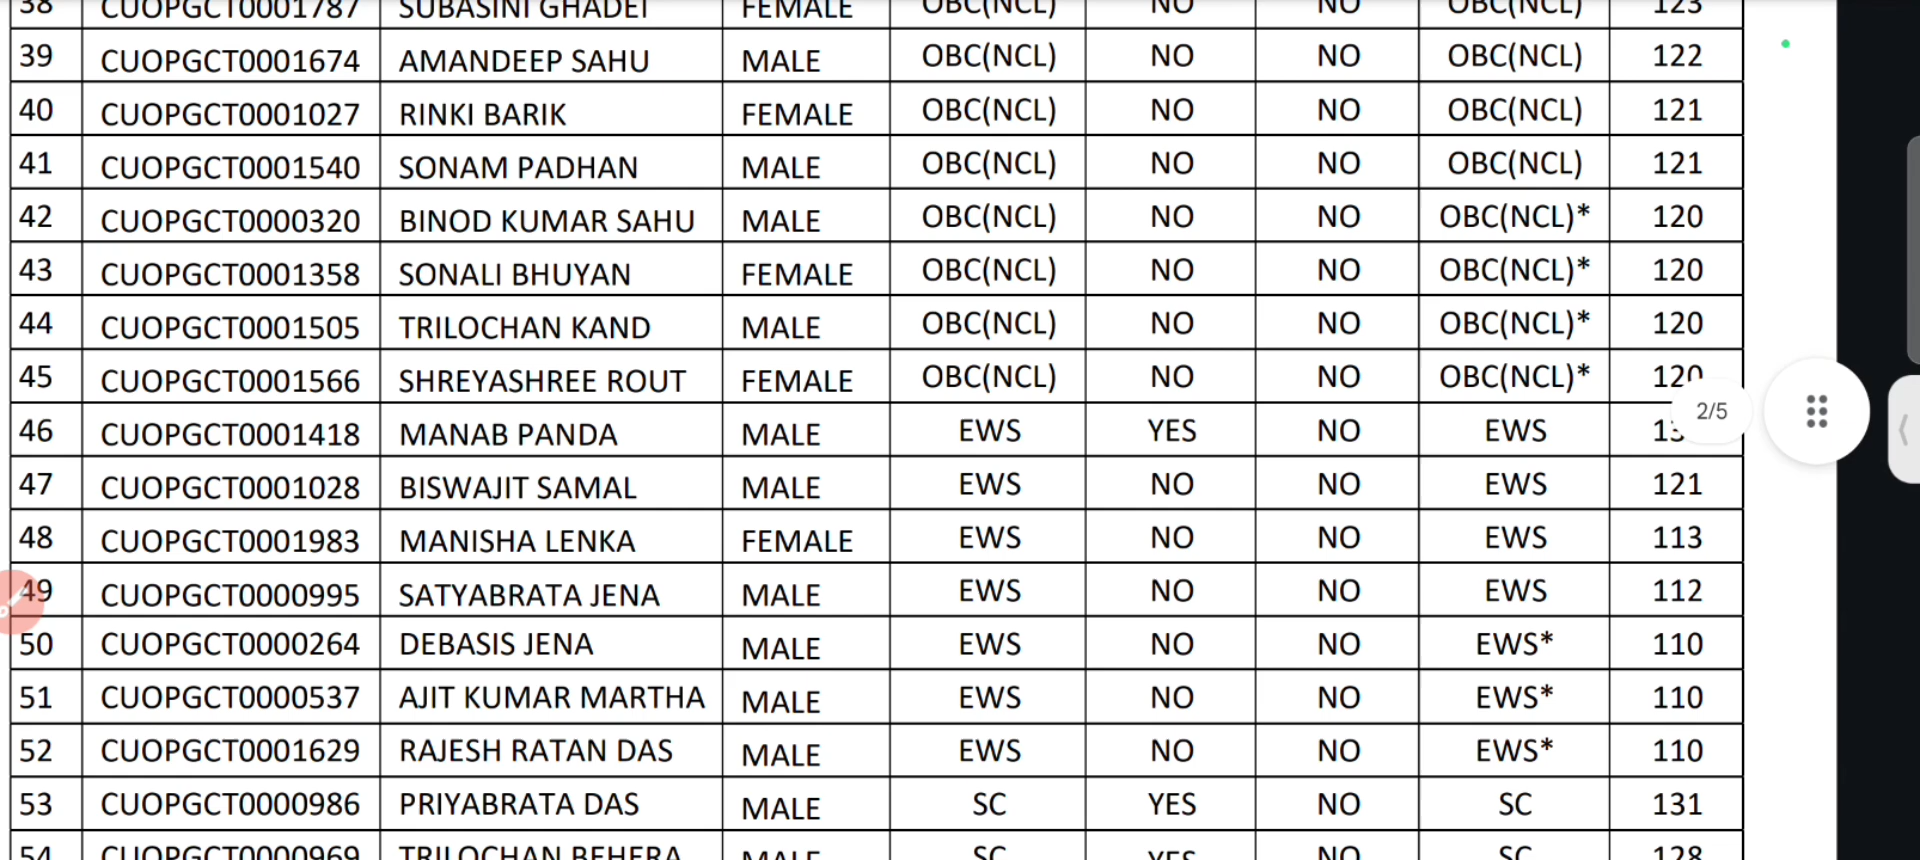 38 CUOPGCT0001787 SUBASINI GHADEI FEMALE OBC(NCL) NO NO OBC(NCL) 123
39 CUOPGCT0001674 AMANDEEP SAHU MALE OBC(NCL) NO NO OBC(NCL) 122
40 CUOPGCT0001027 RINKI BARIK FEMALE OBC(NCL) NO NO OBC(NCL) 121
41 CUOPGCT0001540 SONAM PADHAN MALE OBC(NCL) NO NO OBC(NCL) 121
42 CUOPGCT0000320 BINOD KUMAR SAHU MALE OBC(NCL) NO NO OBC(NCL)* 120
43 CUOPGCT0001358 SONALI BHUYAN FEMALE OBC(NCL) NO NO OBC(NCL)* 120
44 CUOPGCT0001505 TRILOCHAN KAND MALE OBC(NCL) NO NO OBC(NCL)* 120
45 CUOPGCT0001566 SHREYASHREE ROUT FEMALE OBC(NCL) NO NO OBC(NCL)* 120
2/5
46 CUOPGCT0001418 MANAB PANDA MALE EWS YES NO EWS
47 CUOPGCT0001028 BISWAJIT SAMAL MALE EWS NO NO EWS 121
48 CUOPGCT0001983 MANISHA LENKA FEMALE EWS NO NO EWS 113
49 CUOPGCT0000995 SATYABRATA JENA MALE EWS NO NO EWS 112
50 CUOPGCT0000264 DEBASIS JENA MALE EWS NO NO EWS* 110
51 CUOPGCT0000537 AJIT KUMAR MARTHA MALE EWS NO NO EWS* 110
52 CUOPGCT0001629 RAJESH RATAN DAS MALE EWS NO NO EWS* 110
53 CUOPGCT0000986 PRIYABRATA DAS MALE SC YES NO SC 131
54 CUOPGCT0000969 TRILOCHAN BEHERA MALE SC YES NO SC 128